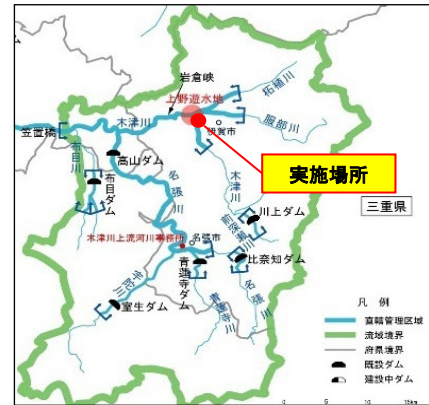 岩倉峡
上野遊水地
柘植川
木津川
服部川
笠置橋
伊賀市
布目川
高山ダム
布目ダム
木津川
実施場所
三重県
名張川
川上ダム
前深瀬川
木津川上流河川事務所
名張市
比奈知ダム
青蓮寺ダム
宇陀川
名張川
青蓮寺川
室生ダム
凡 例
直轄管理区域
流域境界
府県境界
既設ダム
建設中ダム
0 5 10 15km